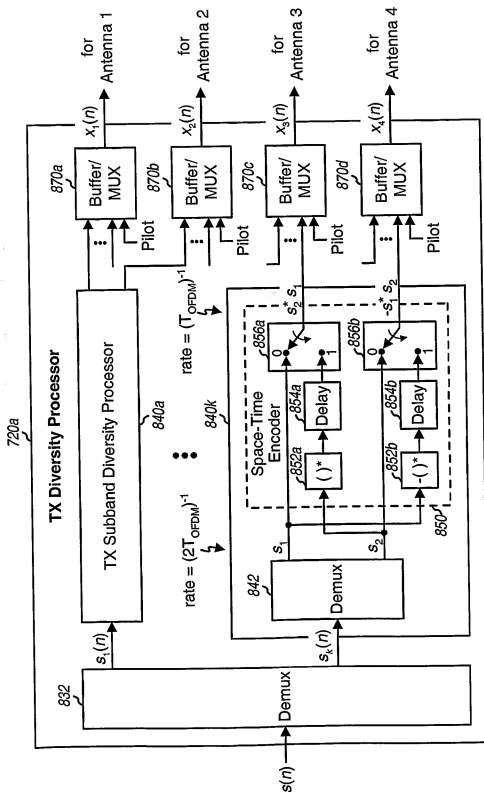 720a
TX Diversity Processor
832
s(n)
Demux
s₁(n)
TX Subband Diversity Processor
840a
sₖ(n)
840k
842
Demux
rate = (2T_OFDM)⁻¹
rate = (T_OFDM)⁻¹
s₁
s₂
Space-Time
Encoder
850
852a
( )*
854a
Delay
856a
0
1
852b
-( )*
854b
Delay
856b
0
1
s₂* s₁
-s₁* s₂
870a
Buffer/
MUX
Pilot
x₁(n)
for
Antenna 1
870b
Buffer/
MUX
Pilot
x₂(n)
for
Antenna 2
870c
Buffer/
MUX
Pilot
x₃(n)
for
Antenna 3
870d
Buffer/
MUX
Pilot
x₄(n)
for
Antenna 4